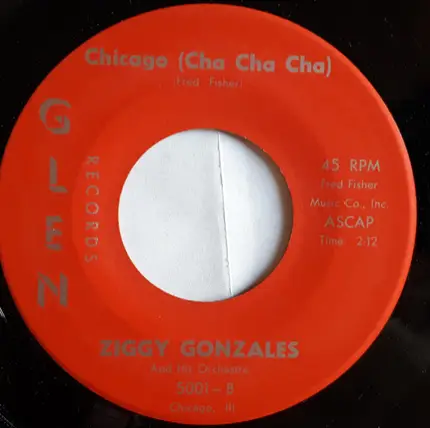 Chicago (Cha Cha Cha)
(Fred Fisher)
GLEN
RECORDS
45 RPM
Fred Fisher
Music Co., Inc.
ASCAP
Time 2:12
ZIGGY GONZALES
And His Orchestra
5001-B
Chicago, Ill